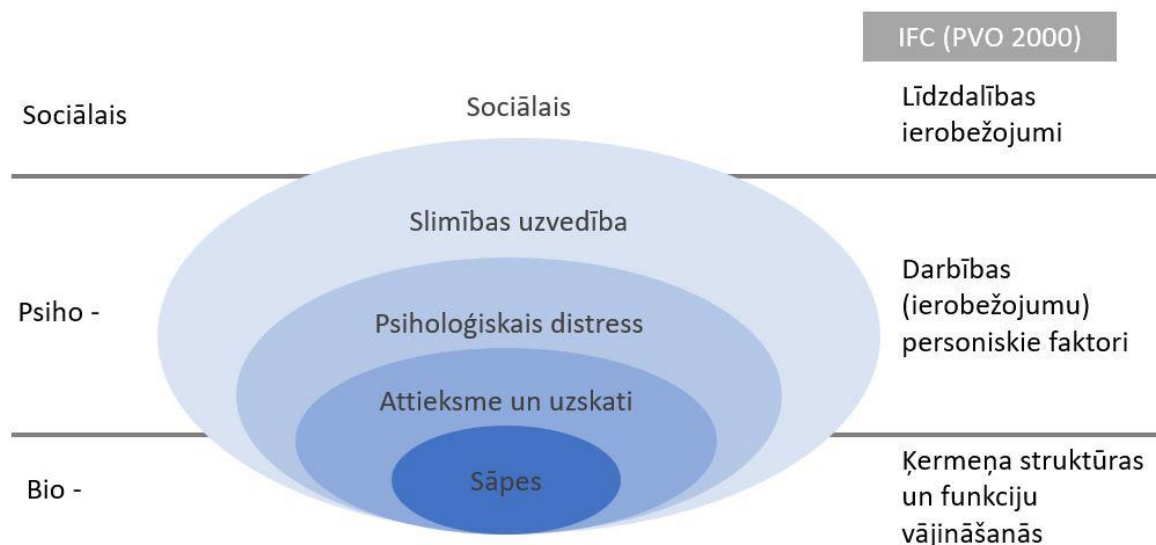 IFC (PVO 2000)
Sociālais
Sociālais
Līdzdalības
ierobežojumi
Slimības uzvedība
Psiho -
Psiholoģiskais distress
Darbības
(ierobežojumu)
personiskie faktori
Attieksme un uzskati
Bio -
Sāpes
Ķermeņa struktūras
un funkciju
vājināšanās